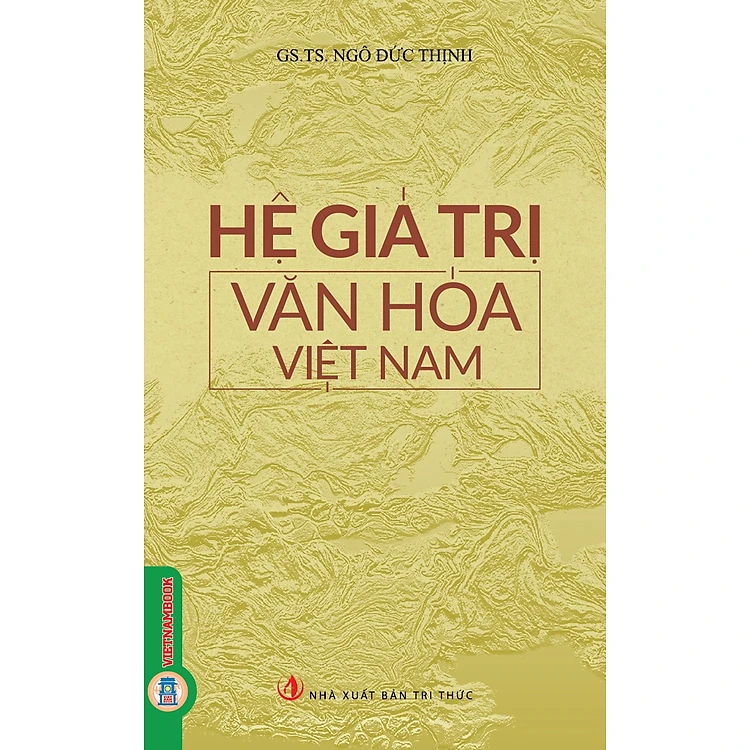 GS.TS. NGÔ ĐỨC THỊNH
HỆ GIÁ TRỊ
VĂN HÓA
VIỆT NAM
VIETNAMBOOK
NHÀ XUẤT BẢN TRI THỨC